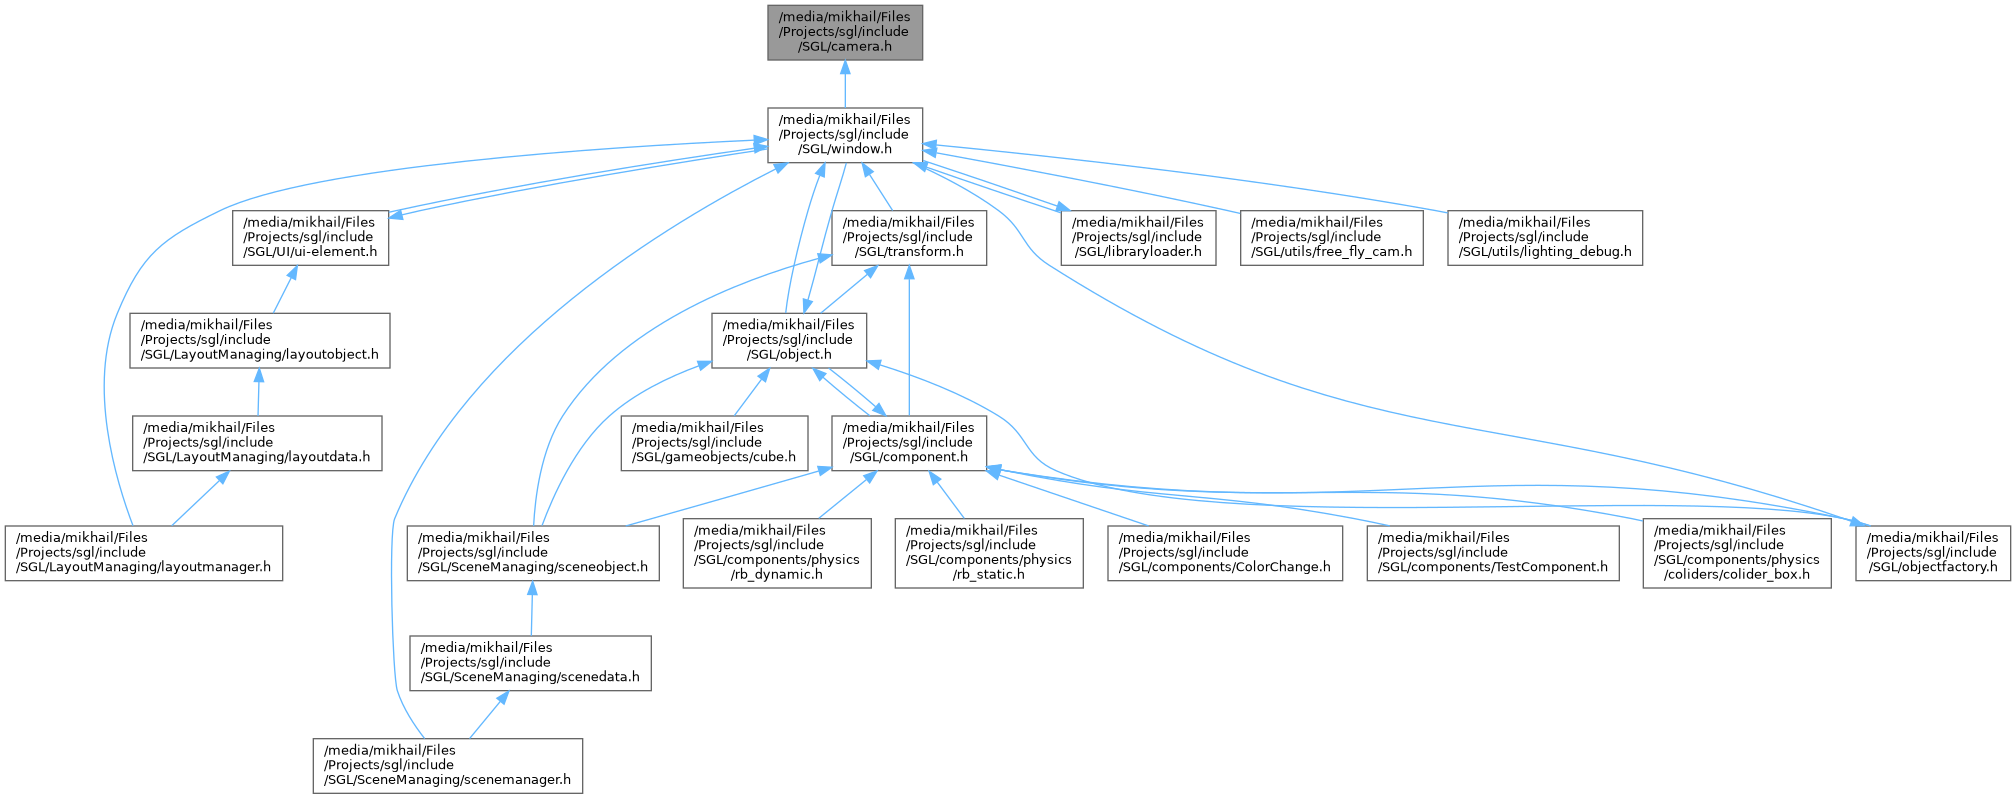 /media/mikhail/Files
/Projects/sgl/include
/SGL/camera.h
/media/mikhail/Files
/Projects/sgl/include
/SGL/window.h
/media/mikhail/Files
/Projects/sgl/include
/SGL/UI/ui-element.h
/media/mikhail/Files
/Projects/sgl/include
/SGL/transform.h
/media/mikhail/Files
/Projects/sgl/include
/SGL/libraryloader.h
/media/mikhail/Files
/Projects/sgl/include
/SGL/utils/free_fly_cam.h
/media/mikhail/Files
/Projects/sgl/include
/SGL/utils/lighting_debug.h
/media/mikhail/Files
/Projects/sgl/include
/SGL/LayoutManaging/layoutobject.h
/media/mikhail/Files
/Projects/sgl/include
/SGL/object.h
/media/mikhail/Files
/Projects/sgl/include
/SGL/LayoutManaging/layoutdata.h
/media/mikhail/Files
/Projects/sgl/include
/SGL/gameobjects/cube.h
/media/mikhail/Files
/Projects/sgl/include
/SGL/component.h
/media/mikhail/Files
/Projects/sgl/include
/SGL/LayoutManaging/layoutmanager.h
/media/mikhail/Files
/Projects/sgl/include
/SGL/SceneManaging/sceneobject.h
/media/mikhail/Files
/Projects/sgl/include
/SGL/components/physics
/rb_dynamic.h
/media/mikhail/Files
/Projects/sgl/include
/SGL/components/physics
/rb_static.h
/media/mikhail/Files
/Projects/sgl/include
/SGL/components/ColorChange.h
/media/mikhail/Files
/Projects/sgl/include
/SGL/components/TestComponent.h
/media/mikhail/Files
/Projects/sgl/include
/SGL/components/physics
/coliders/colider_box.h
/media/mikhail/Files
/Projects/sgl/include
/SGL/objectfactory.h
/media/mikhail/Files
/Projects/sgl/include
/SGL/SceneManaging/scenedata.h
/media/mikhail/Files
/Projects/sgl/include
/SGL/SceneManaging/scenemanager.h